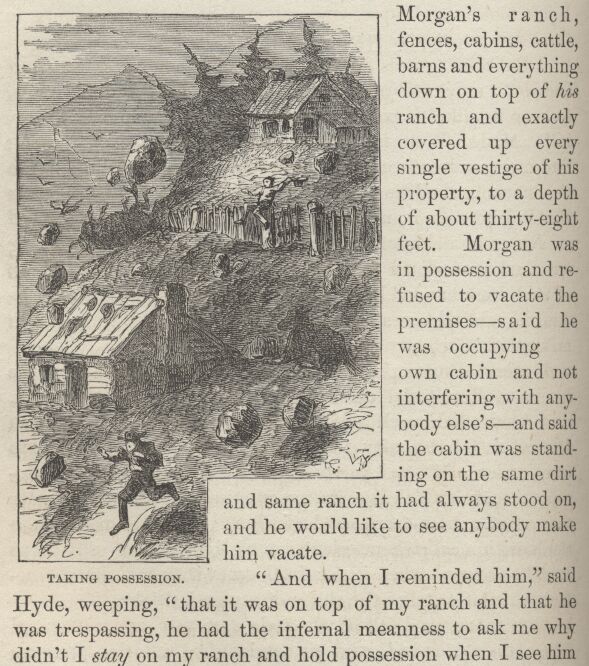 Morgan's ranch,
fences, cabins, cattle,
barns and everything
down on top of his
ranch and exactly
covered up every
single vestige of his
property, to a depth
of about thirty-eight
feet. Morgan was
in possession and re-
fused to vacate the
premises—said he
was occupying
own cabin and not
interfering with any-
body else's—and said
the cabin was stand-
ing on the same dirt
and same ranch it had always stood on,
and he would like to see anybody make
him vacate.
TAKING POSSESSION.
"And when I reminded him," said
Hyde, weeping, "that it was on top of my ranch and that he
was trespassing, he had the infernal meanness to ask me why
didn't I stay on my ranch and hold possession when I see him